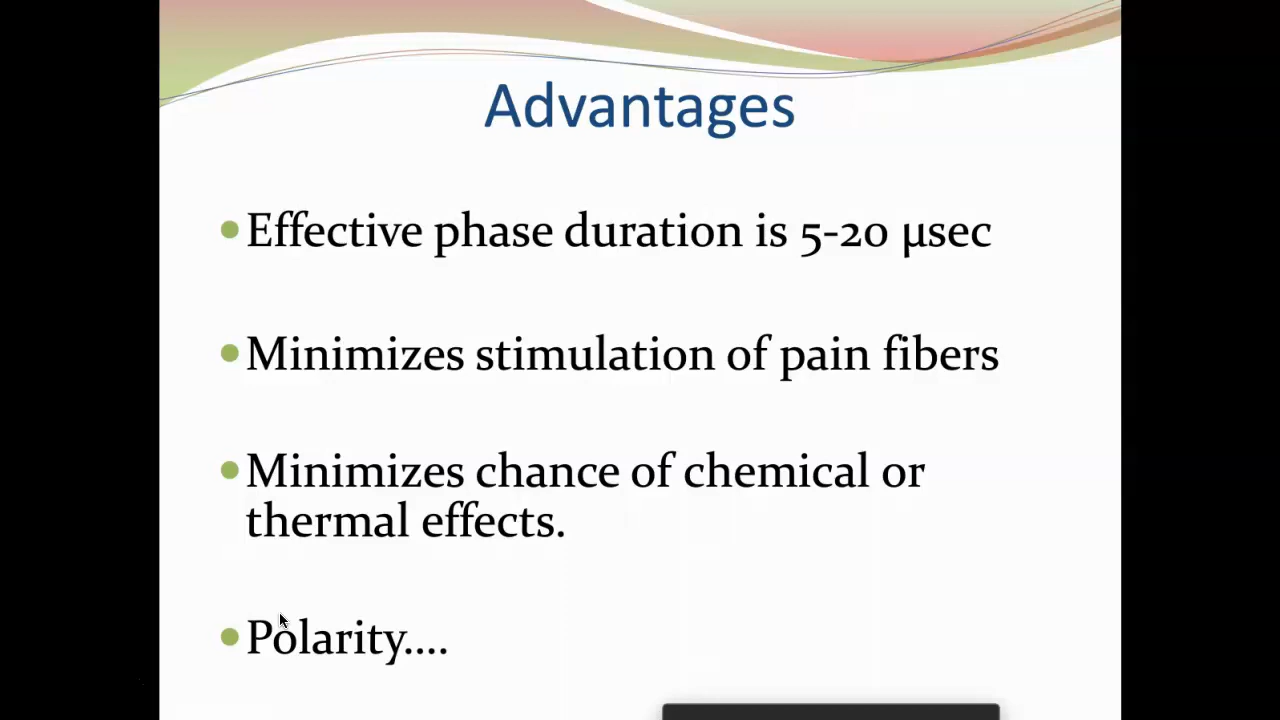 Advantages
•Effective phase duration is 5-20 µsec
•Minimizes stimulation of pain fibers
•Minimizes chance of chemical or
thermal effects.
•Polarity....